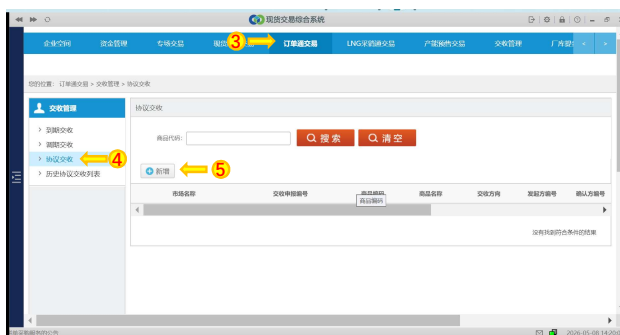 现货交易综合系统
企业空间 资金管理 专场交易 现货 3 订单通交易 LNG采销通交易 产能预售交易 交收管理
您的位置： 订单通交易 > 交收管理 > 协议交收
交收管理
协议交收
> 到期交收
> 协议交收 4
> 历史协议交收列表
商品代码:
搜索
清空
新增 5
市场名称 交收申报编号 商品编码 商品名称 交收方向 发起方编号 确认方编号
商品编码
没有找到符合条件的结果
2026-05-08 14:20:0